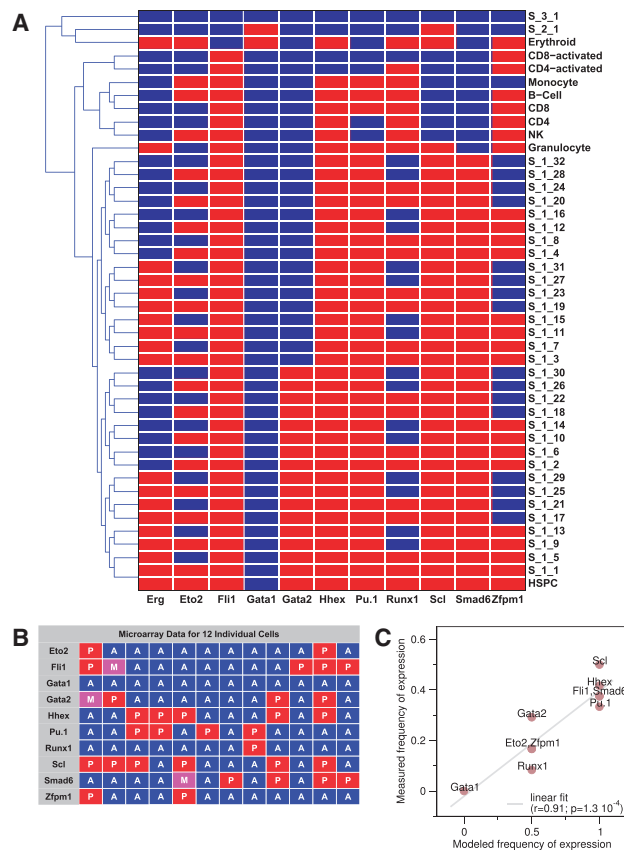 A
S_3_1
S_2_1
Erythroid
CD8-activated
CD4-activated
Monocyte
B-Cell
CD8
CD4
NK
Granulocyte
S_1_32
S_1_28
S_1_24
S_1_20
S_1_16
S_1_12
S_1_8
S_1_4
S_1_31
S_1_27
S_1_23
S_1_19
S_1_15
S_1_11
S_1_7
S_1_3
S_1_30
S_1_26
S_1_22
S_1_18
S_1_14
S_1_10
S_1_6
S_1_2
S_1_29
S_1_25
S_1_21
S_1_17
S_1_13
S_1_9
S_1_5
S_1_1
HSPC
Erg Eto2 Fli1 Gata1 Gata2 Hhex Pu.1 Runx1 Scl Smad6 Zfpm1
B
Microarray Data for 12 Individual Cells
Eto2 P A A A A A A A A A P A
Fli1 P M A A A A A A A P P P
Gata1 A A A A A A A A A A A A
Gata2 M P A A A A A A P A P A
Hhex A A P P P A A A P A P A
Pu.1 A A P P A P A P A A A A
Runx1 A A A A A A A P A A A A
Scl P P P A P A A A P A P A
Smad6 A A A A M A P A P A P P
Zfpm1 P A A A P A A A A A A A
C
Measured frequency of expression
0.6
0.4
0.2
0
Scl
Hhex
Fli1,Smad6
Pu.1
Gata2
Eto2,Zfpm1
Runx1
Gata1
linear fit
(r=0.91; p=1.3 10⁻⁴)
0 0.5 1
Modeled frequency of expression